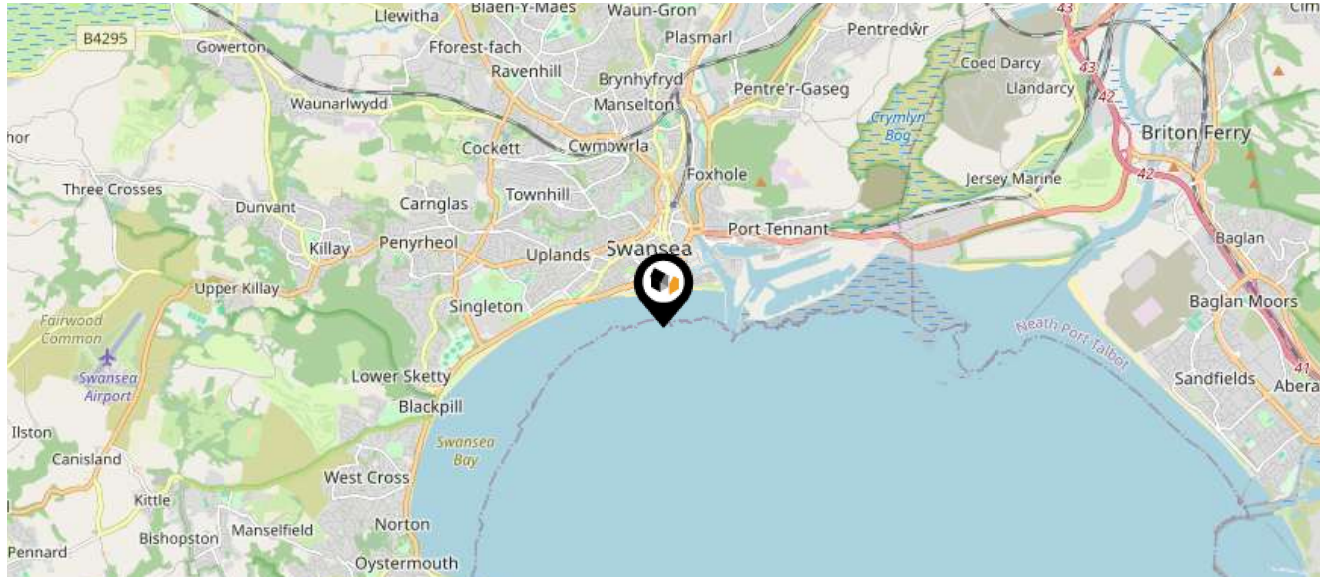 Llewitha
Blaen-Y-Maes
Waun-Gron
43
B4295
Gowerton
Fforest-fach
Plasmarl
Pentredŵr
43
Coed Darcy
Ravenhill
Brynhyfryd
Pentre'r-Gaseg
Llandarcy
42
Waunarlwydd
Manselton
Crymlyn
Bog
Briton Ferry
Cockett
Cwmbwrla
42
Foxhole
Jersey Marine
Three Crosses
Townhill
Dunvant
Carnglas
Port Tennant
Killay
Penyrheol
Uplands
Swansea
Baglan
Upper Killay
Singleton
Baglan Moors
Fairwood
Common
Neath Port Talbot
Swansea
Airport
Lower Sketty
Sandfields
41
Abera
Blackpill
Ilston
Swansea
Bay
Canisland
West Cross
Kittle
Norton
Manselfield
Bishopston
Pennard
Oystermouth